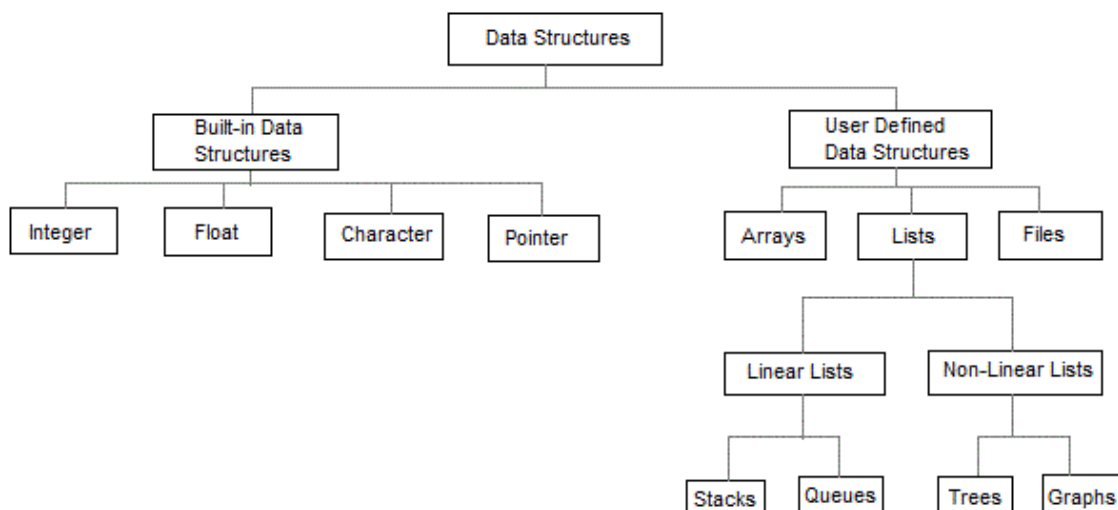 Data Structures
Built-in Data
Structures
User Defined
Data Structures
Integer
Float
Character
Pointer
Arrays
Lists
Files
Linear Lists
Non-Linear Lists
Stacks
Queues
Trees
Graphs